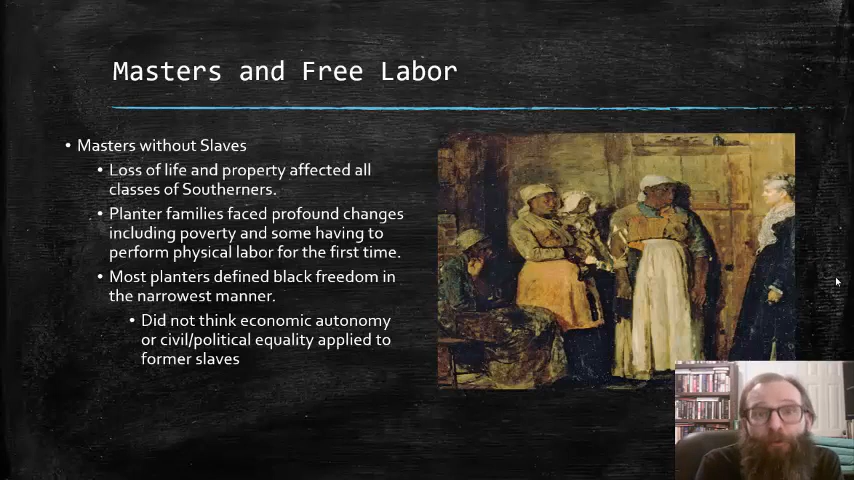 Masters and Free Labor
• Masters without Slaves
• Loss of life and property affected all
classes of Southerners.
• Planter families faced profound changes
including poverty and some having to
perform physical labor for the first time.
• Most planters defined black freedom in
the narrowest manner.
• Did not think economic autonomy
or civil/political equality applied to
former slaves